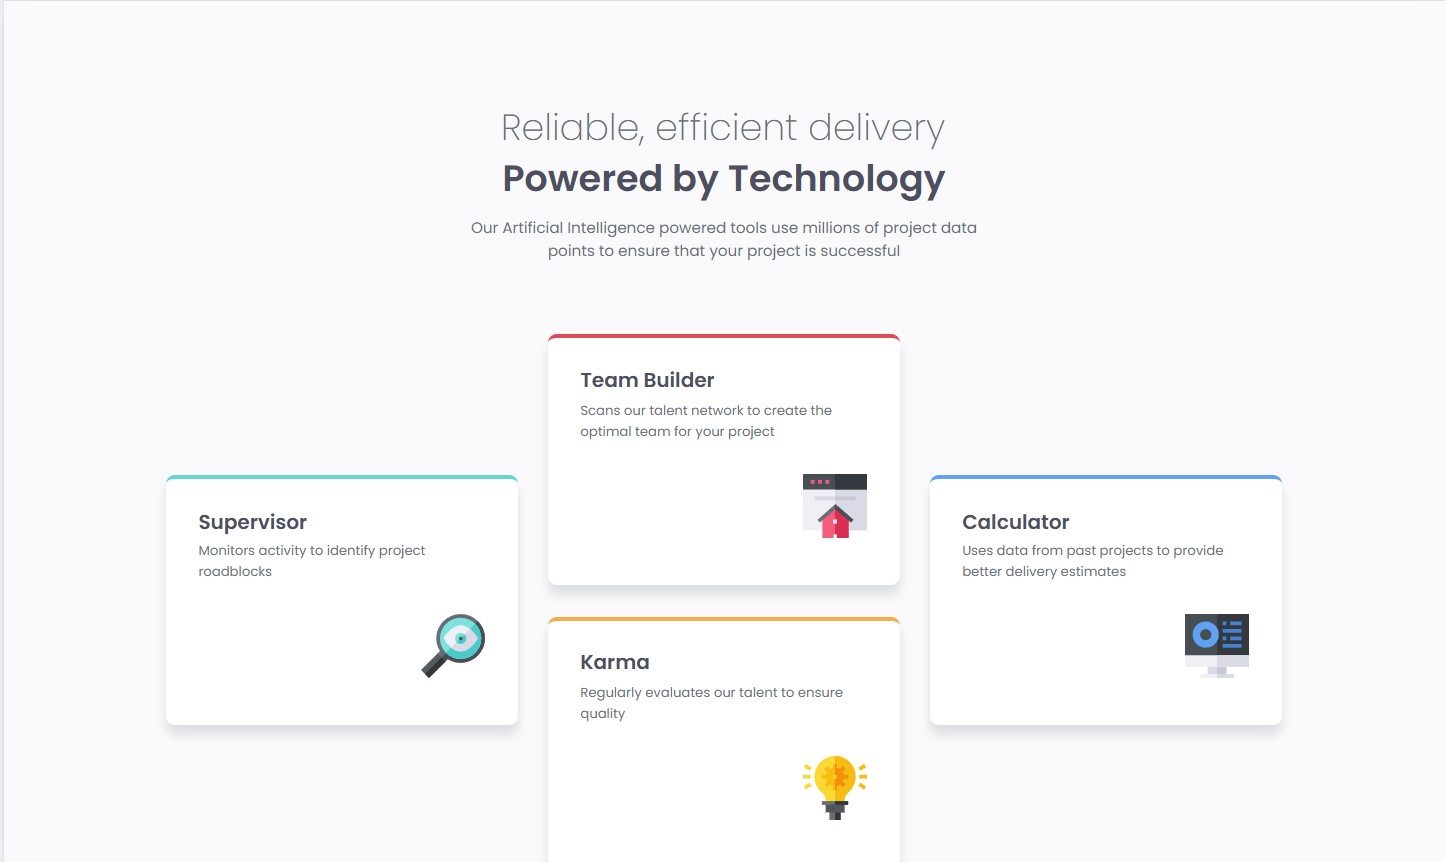 Reliable, efficient delivery
Powered by Technology
Our Artificial Intelligence powered tools use millions of project data
points to ensure that your project is successful
Team Builder
Scans our talent network to create the
optimal team for your project
Supervisor
Monitors activity to identify project
roadblocks
Calculator
Uses data from past projects to provide
better delivery estimates
Karma
Regularly evaluates our talent to ensure
quality